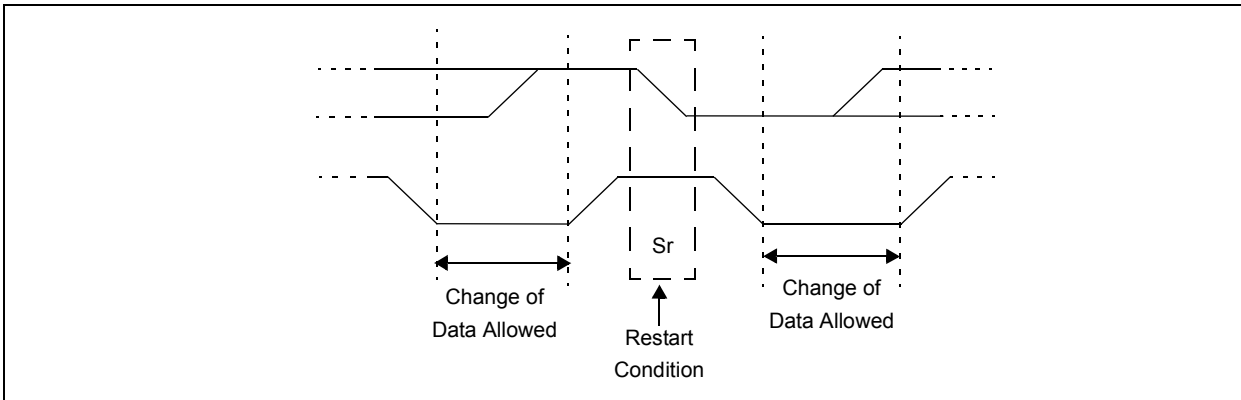 Sr
Change of
Data Allowed
Restart
Condition
Change of
Data Allowed